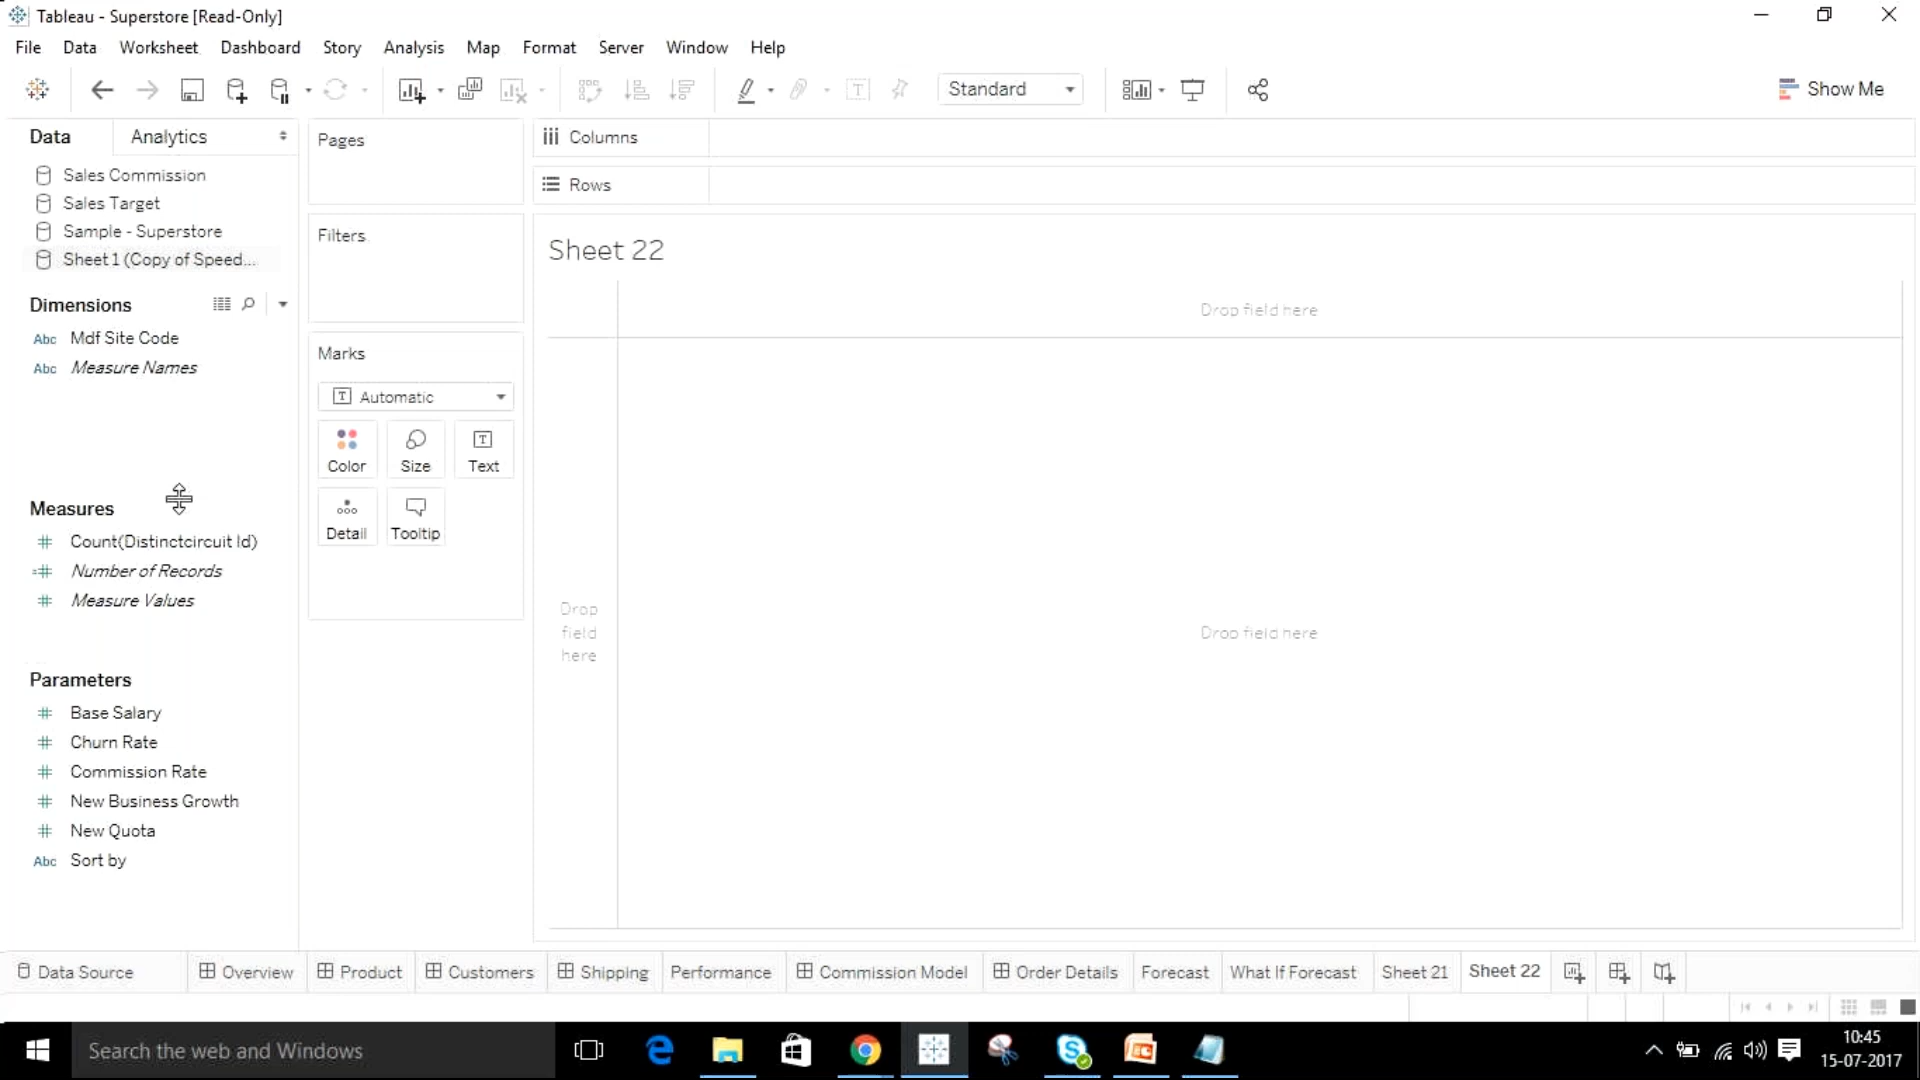 Tableau - Superstore [Read-Only]
File Data Worksheet Dashboard Story Analysis Map Format Server Window Help
Standard
Show Me
Data Analytics
Sales Commission
Sales Target
Sample - Superstore
Sheet 1 (Copy of Speed...
Dimensions
Abc Mdf Site Code
Abc Measure Names
Measures
# Count(Distinctcircuit Id)
=# Number of Records
# Measure Values
Parameters
# Base Salary
# Churn Rate
# Commission Rate
# New Business Growth
# New Quota
Abc Sort by
Pages
Filters
Marks
T Automatic
Color Size T Text
Detail Tooltip
Columns
Rows
Sheet 22
Drop field here
Drop
field
here
Drop field here
Data Source Overview Product Customers Shipping Performance Commission Model Order Details Forecast What If Forecast Sheet 21 Sheet 22
Search the web and Windows
10:45
15-07-2017